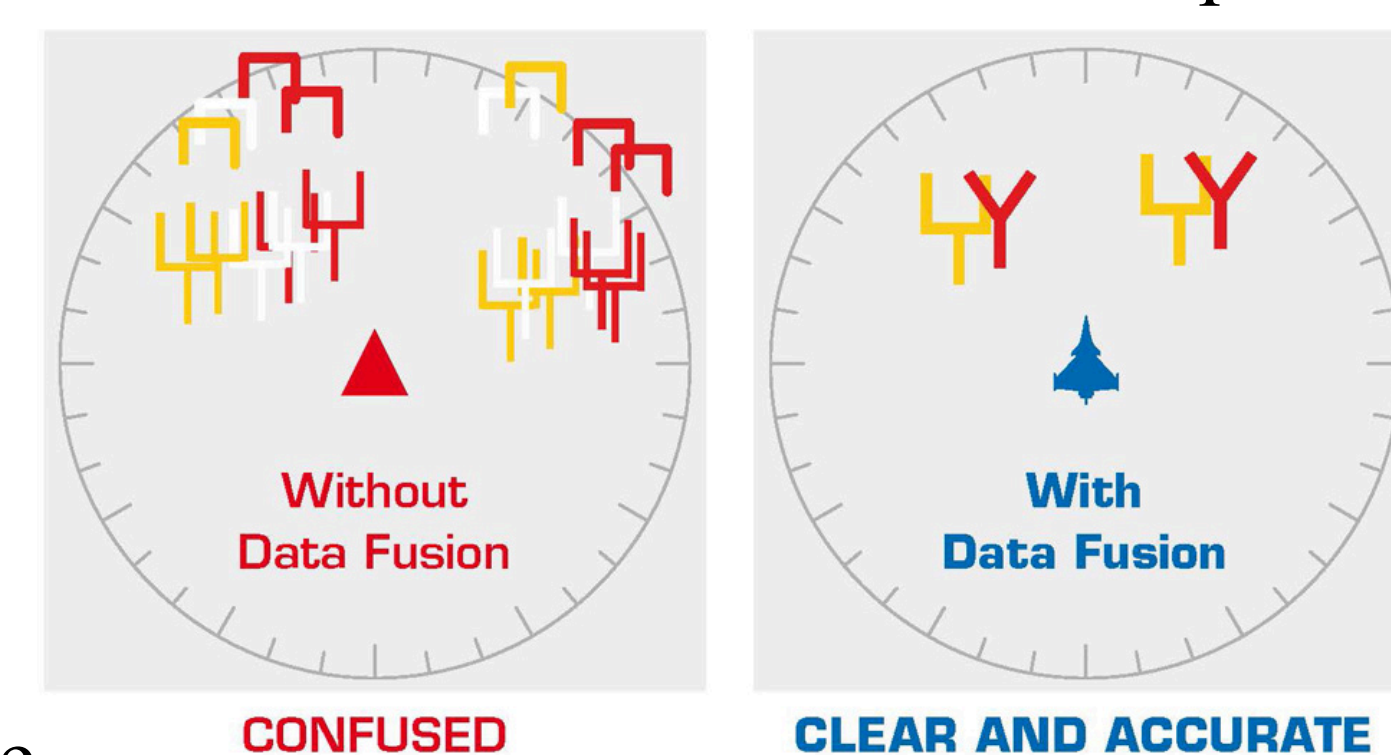 Without
Data Fusion
With
Data Fusion
CONFUSED
CLEAR AND ACCURATE